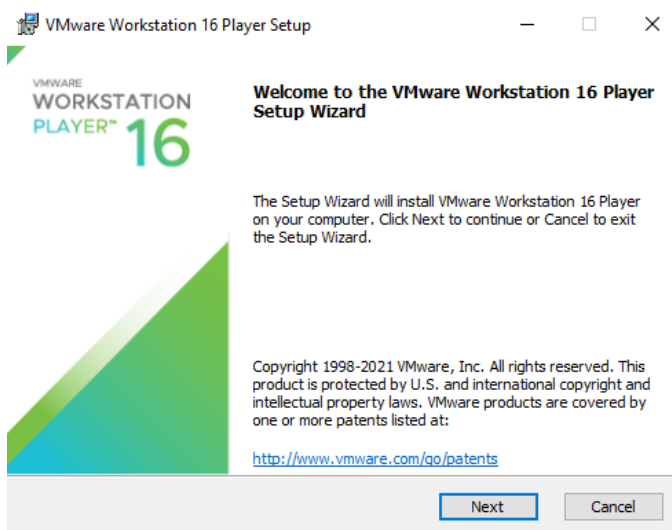 VMware Workstation 16 Player Setup
VMWARE
WORKSTATION
PLAYER™ 16
Welcome to the VMware Workstation 16 Player
Setup Wizard
The Setup Wizard will install VMware Workstation 16 Player
on your computer. Click Next to continue or Cancel to exit
the Setup Wizard.
Copyright 1998-2021 VMware, Inc. All rights reserved. This
product is protected by U.S. and international copyright and
intellectual property laws. VMware products are covered by
one or more patents listed at:
http://www.vmware.com/go/patents
Next Cancel